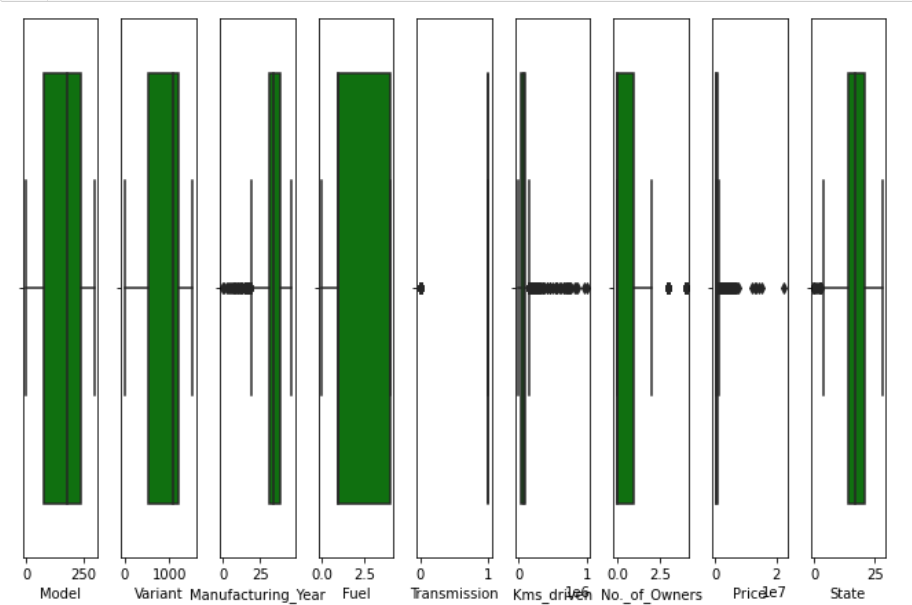 0 250 0 1000 0 25 0.0 2.5 0 1 0 1 0.0 2.5 0 2 0 25
1e6 1e7
Model Variant Manufacturing_Year Fuel Transmission Kms_driven No._of_Owners Price State